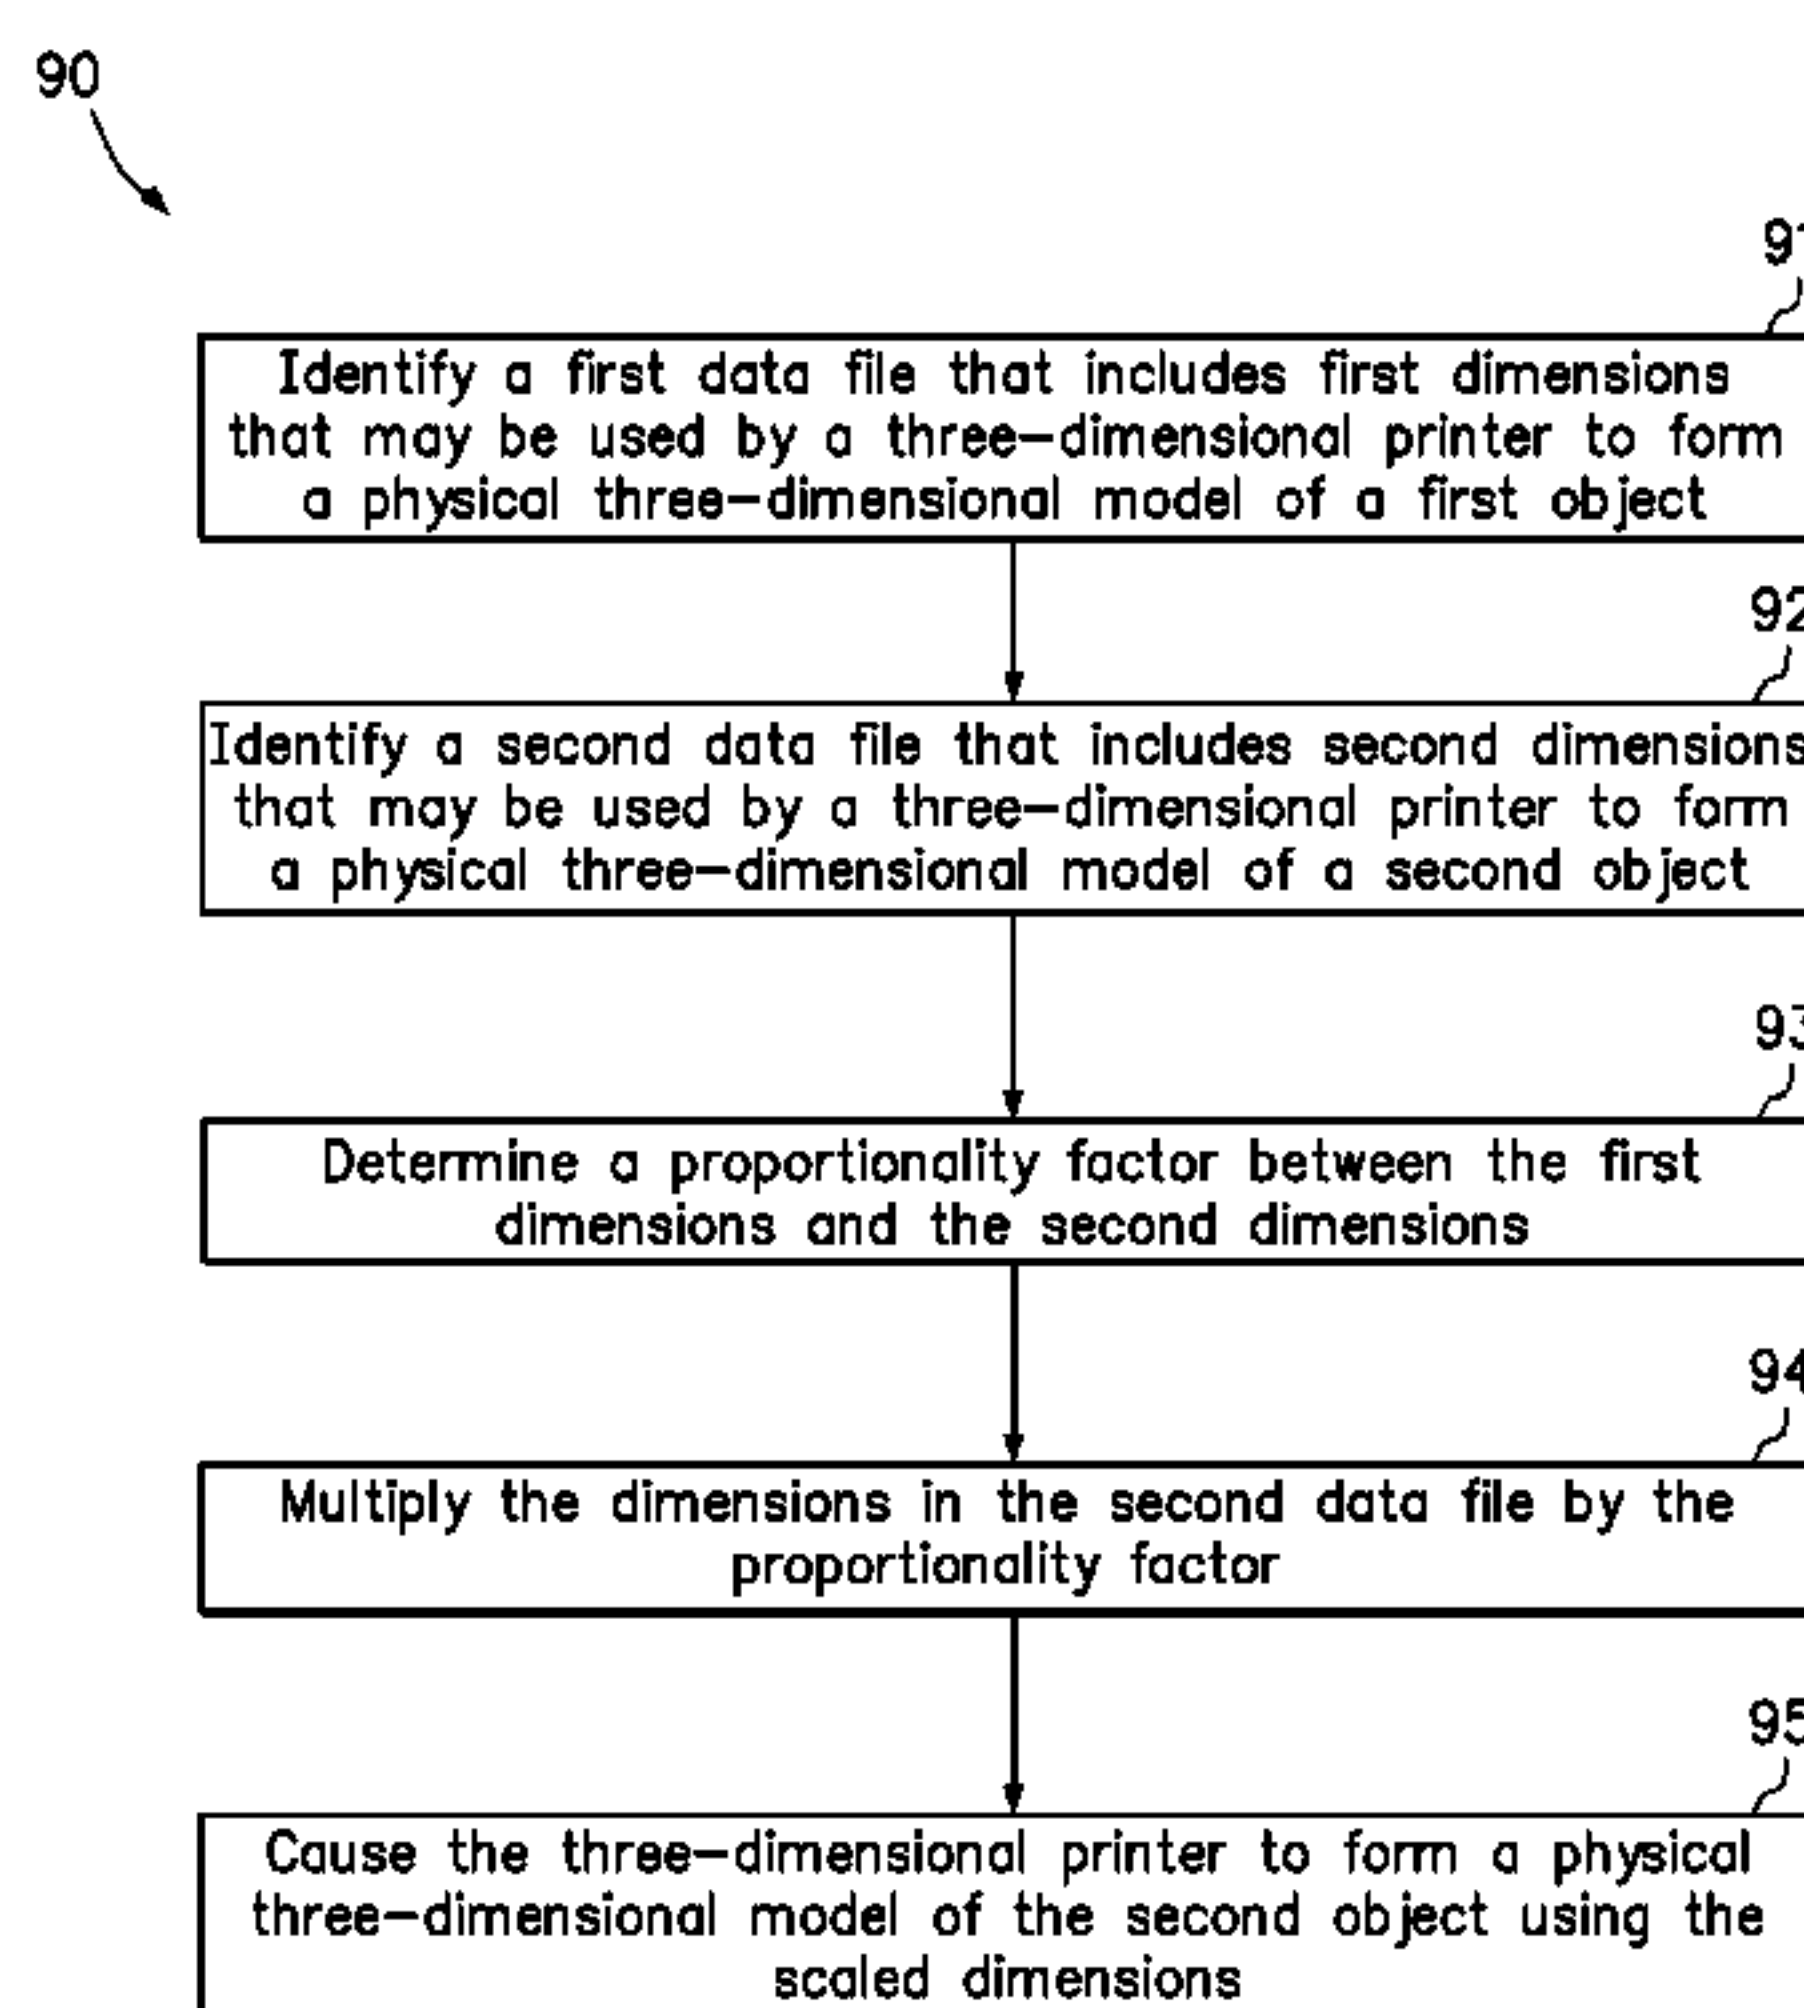 90
91
Identify a first data file that includes first dimensions
that may be used by a three-dimensional printer to form
a physical three-dimensional model of a first object
92
Identify a second data file that includes second dimensions
that may be used by a three-dimensional printer to form
a physical three-dimensional model of a second object
93
Determine a proportionality factor between the first
dimensions and the second dimensions
94
Multiply the dimensions in the second data file by the
proportionality factor
95
Cause the three-dimensional printer to form a physical
three-dimensional model of the second object using the
scaled dimensions